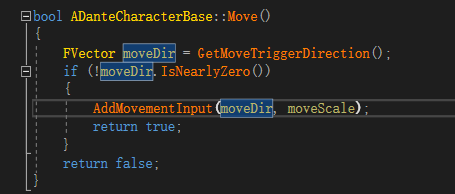 bool ADanteCharacterBase::Move()
{
FVector moveDir = GetMoveTriggerDirection();
if (!moveDir.IsNearlyZero())
{
AddMovementInput(moveDir, moveScale);
return true;
}
return false;
}